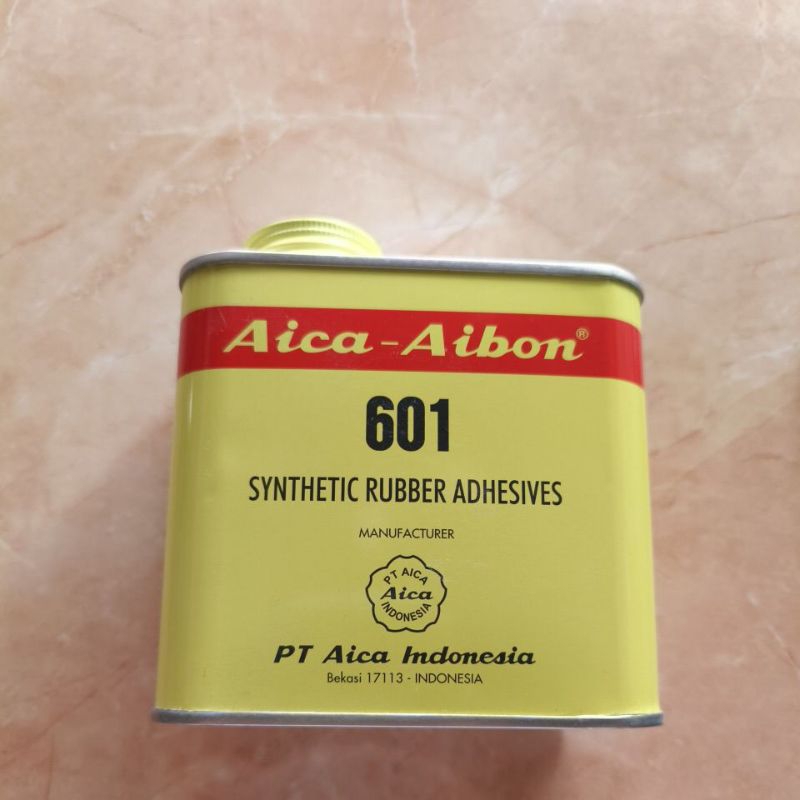 Aica-Aibon®
601
SYNTHETIC RUBBER ADHESIVES
MANUFACTURER
PT AICA
Aica
INDONESIA
PT Aica Indonesia
Bekasi 17113 - INDONESIA